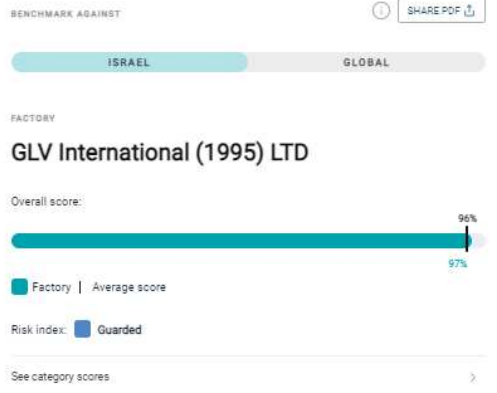 BENCHMARK AGAINST
SHARE PDF
ISRAEL
GLOBAL
FACTORY
GLV International (1995) LTD
Overall score:
96%
97%
Factory | Average score
Risk index: Guarded
See category scores